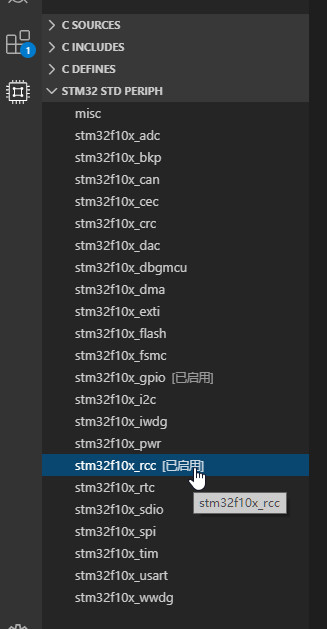 C SOURCES
1
C INCLUDES
C DEFINES
STM32 STD PERIPH
misc
stm32f10x_adc
stm32f10x_bkp
stm32f10x_can
stm32f10x_cec
stm32f10x_crc
stm32f10x_dac
stm32f10x_dbgmcu
stm32f10x_dma
stm32f10x_exti
stm32f10x_flash
stm32f10x_fsmc
stm32f10x_gpio [已启用]
stm32f10x_i2c
stm32f10x_iwdg
stm32f10x_pwr
stm32f10x_rcc [已启用]
stm32f10x_rtc
stm32f10x_rcc
stm32f10x_sdio
stm32f10x_spi
stm32f10x_tim
stm32f10x_usart
stm32f10x_wwdg